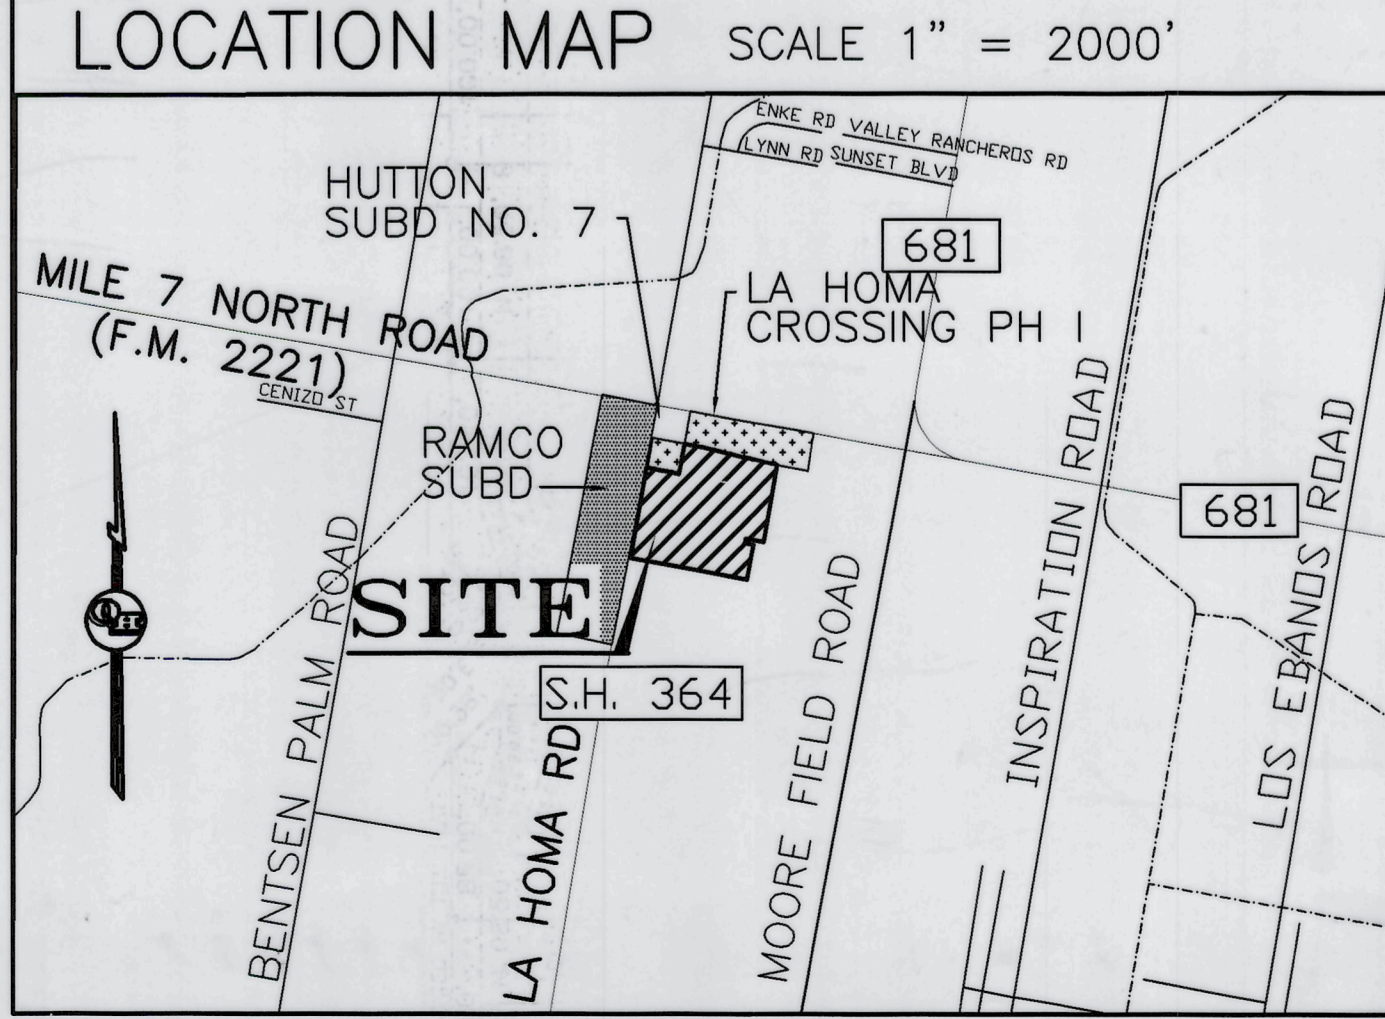 LOCATION MAP SCALE 1" = 2000'
ENKE RD VALLEY RANCHEROS RD
LYNN RD SUNSET BLVD
HUTTON
SUBD NO. 7
681
MILE 7 NORTH ROAD
(F.M. 2221)
LA HOMA
CROSSING PH I
CENIZO ST
RAMCO
SUBD
681
SITE
S.H. 364
BENTSEN PALM ROAD
LA HOMA RD
MOORE FIELD ROAD
INSPIRATION ROAD
LOS EBANOS ROAD